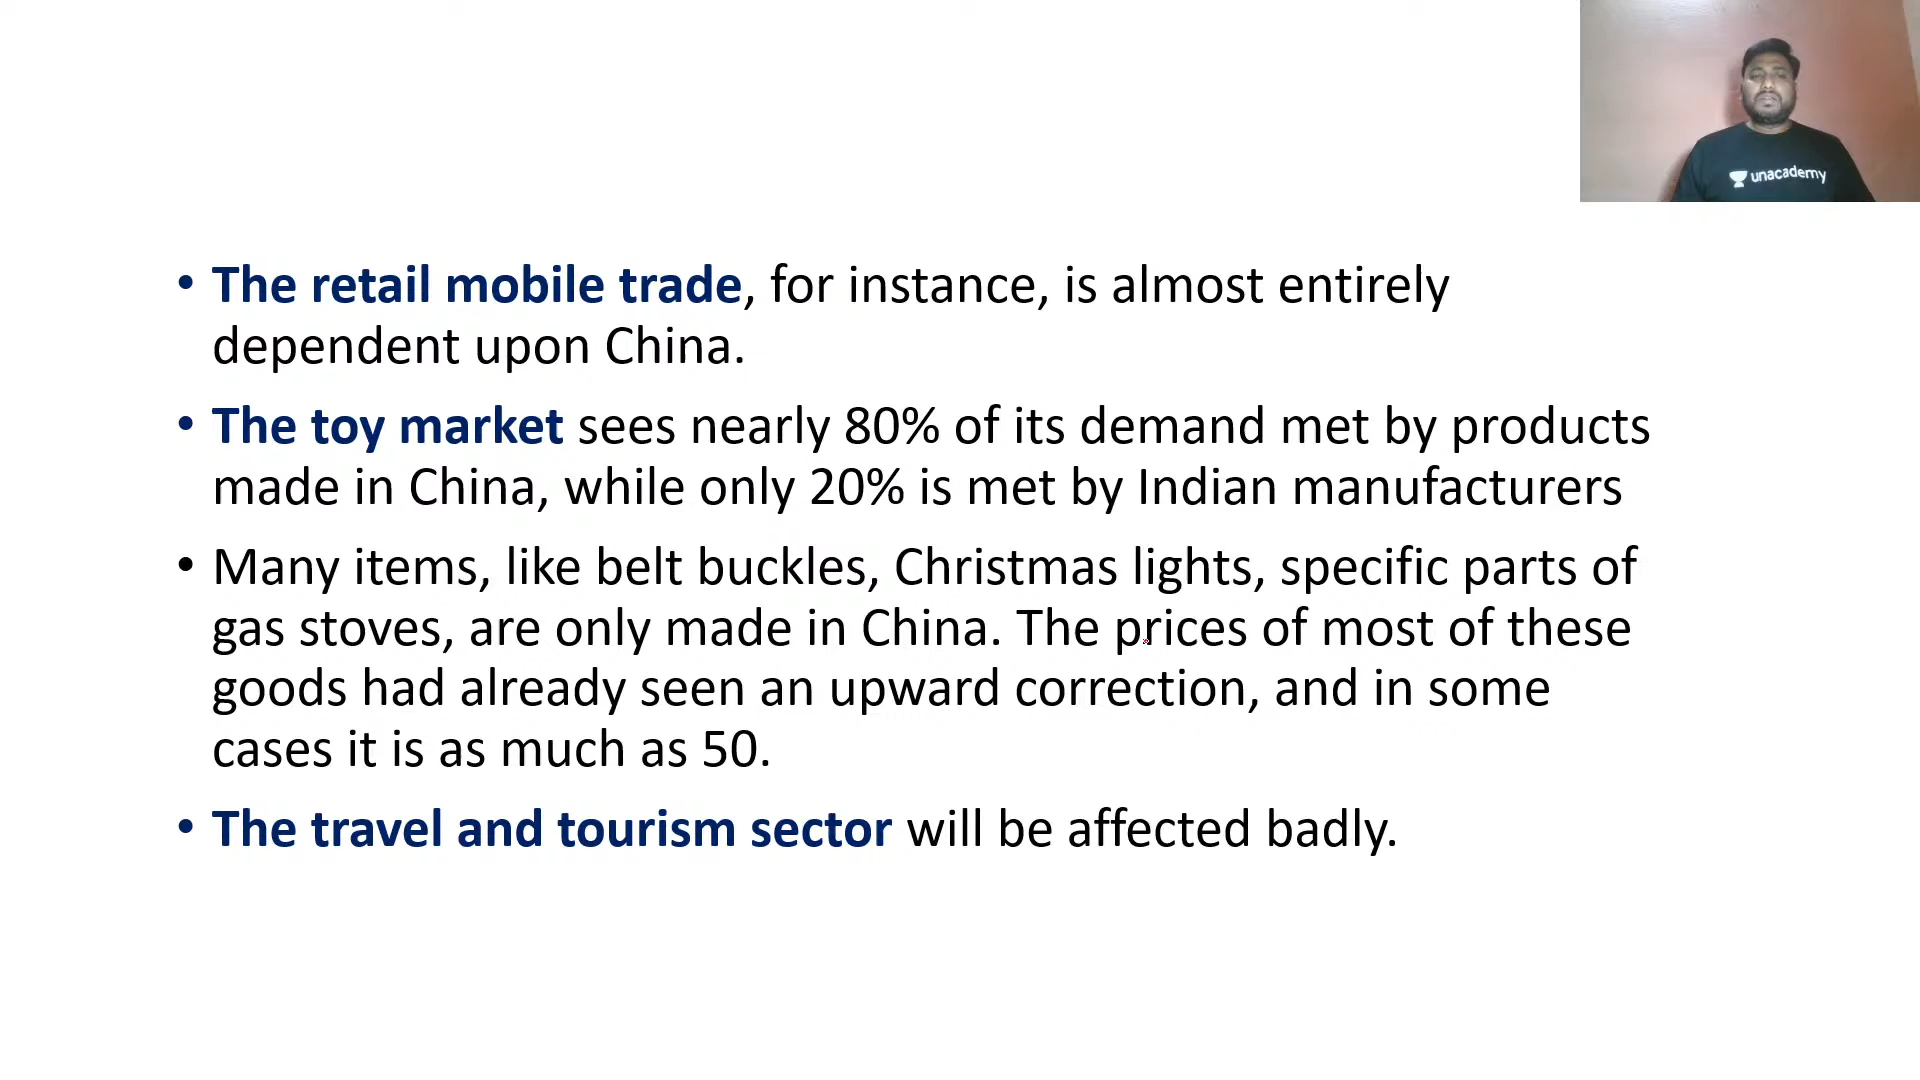 unacademy
• The retail mobile trade, for instance, is almost entirely
dependent upon China.
• The toy market sees nearly 80% of its demand met by products
made in China, while only 20% is met by Indian manufacturers
• Many items, like belt buckles, Christmas lights, specific parts of
gas stoves, are only made in China. The prices of most of these
goods had already seen an upward correction, and in some
cases it is as much as 50.
• The travel and tourism sector will be affected badly.